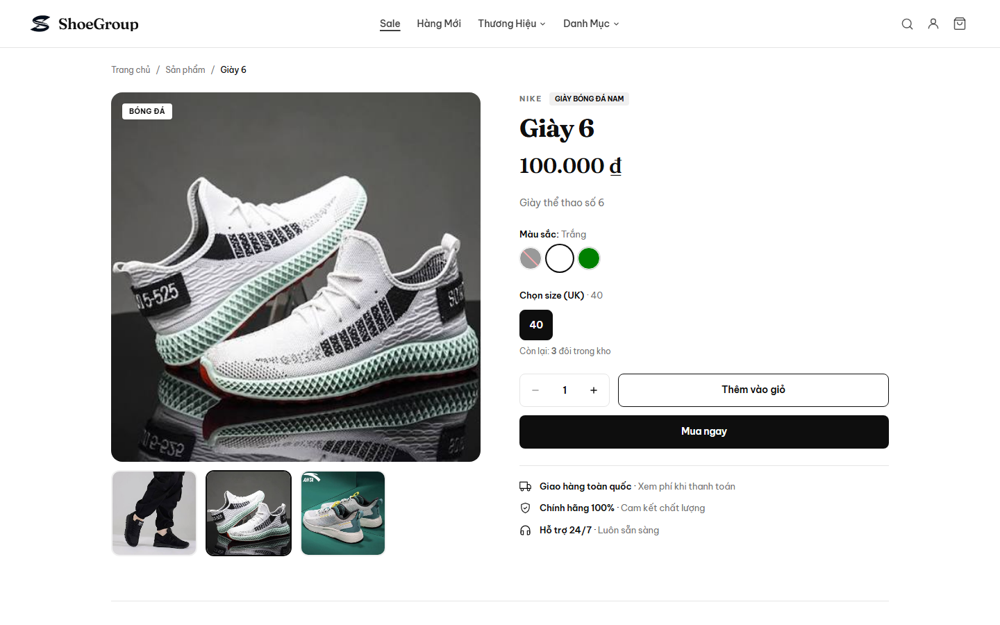 ShoeGroup
Sale
Hàng Mới
Thương Hiệu
Danh Mục
Trang chủ / Sản phẩm / Giày 6
BÓNG ĐÁ
NIKE
GIÀY BÓNG ĐÁ NAM
Giày 6
100.000 ₫
Giày thể thao số 6
Màu sắc: Trắng
Chọn size (UK) · 40
40
Còn lại: 3 đôi trong kho
− 1 +
Thêm vào giỏ
Mua ngay
Giao hàng toàn quốc · Xem phí khi thanh toán
Chính hãng 100% · Cam kết chất lượng
Hỗ trợ 24/7 · Luôn sẵn sàng
5-525
ANTA